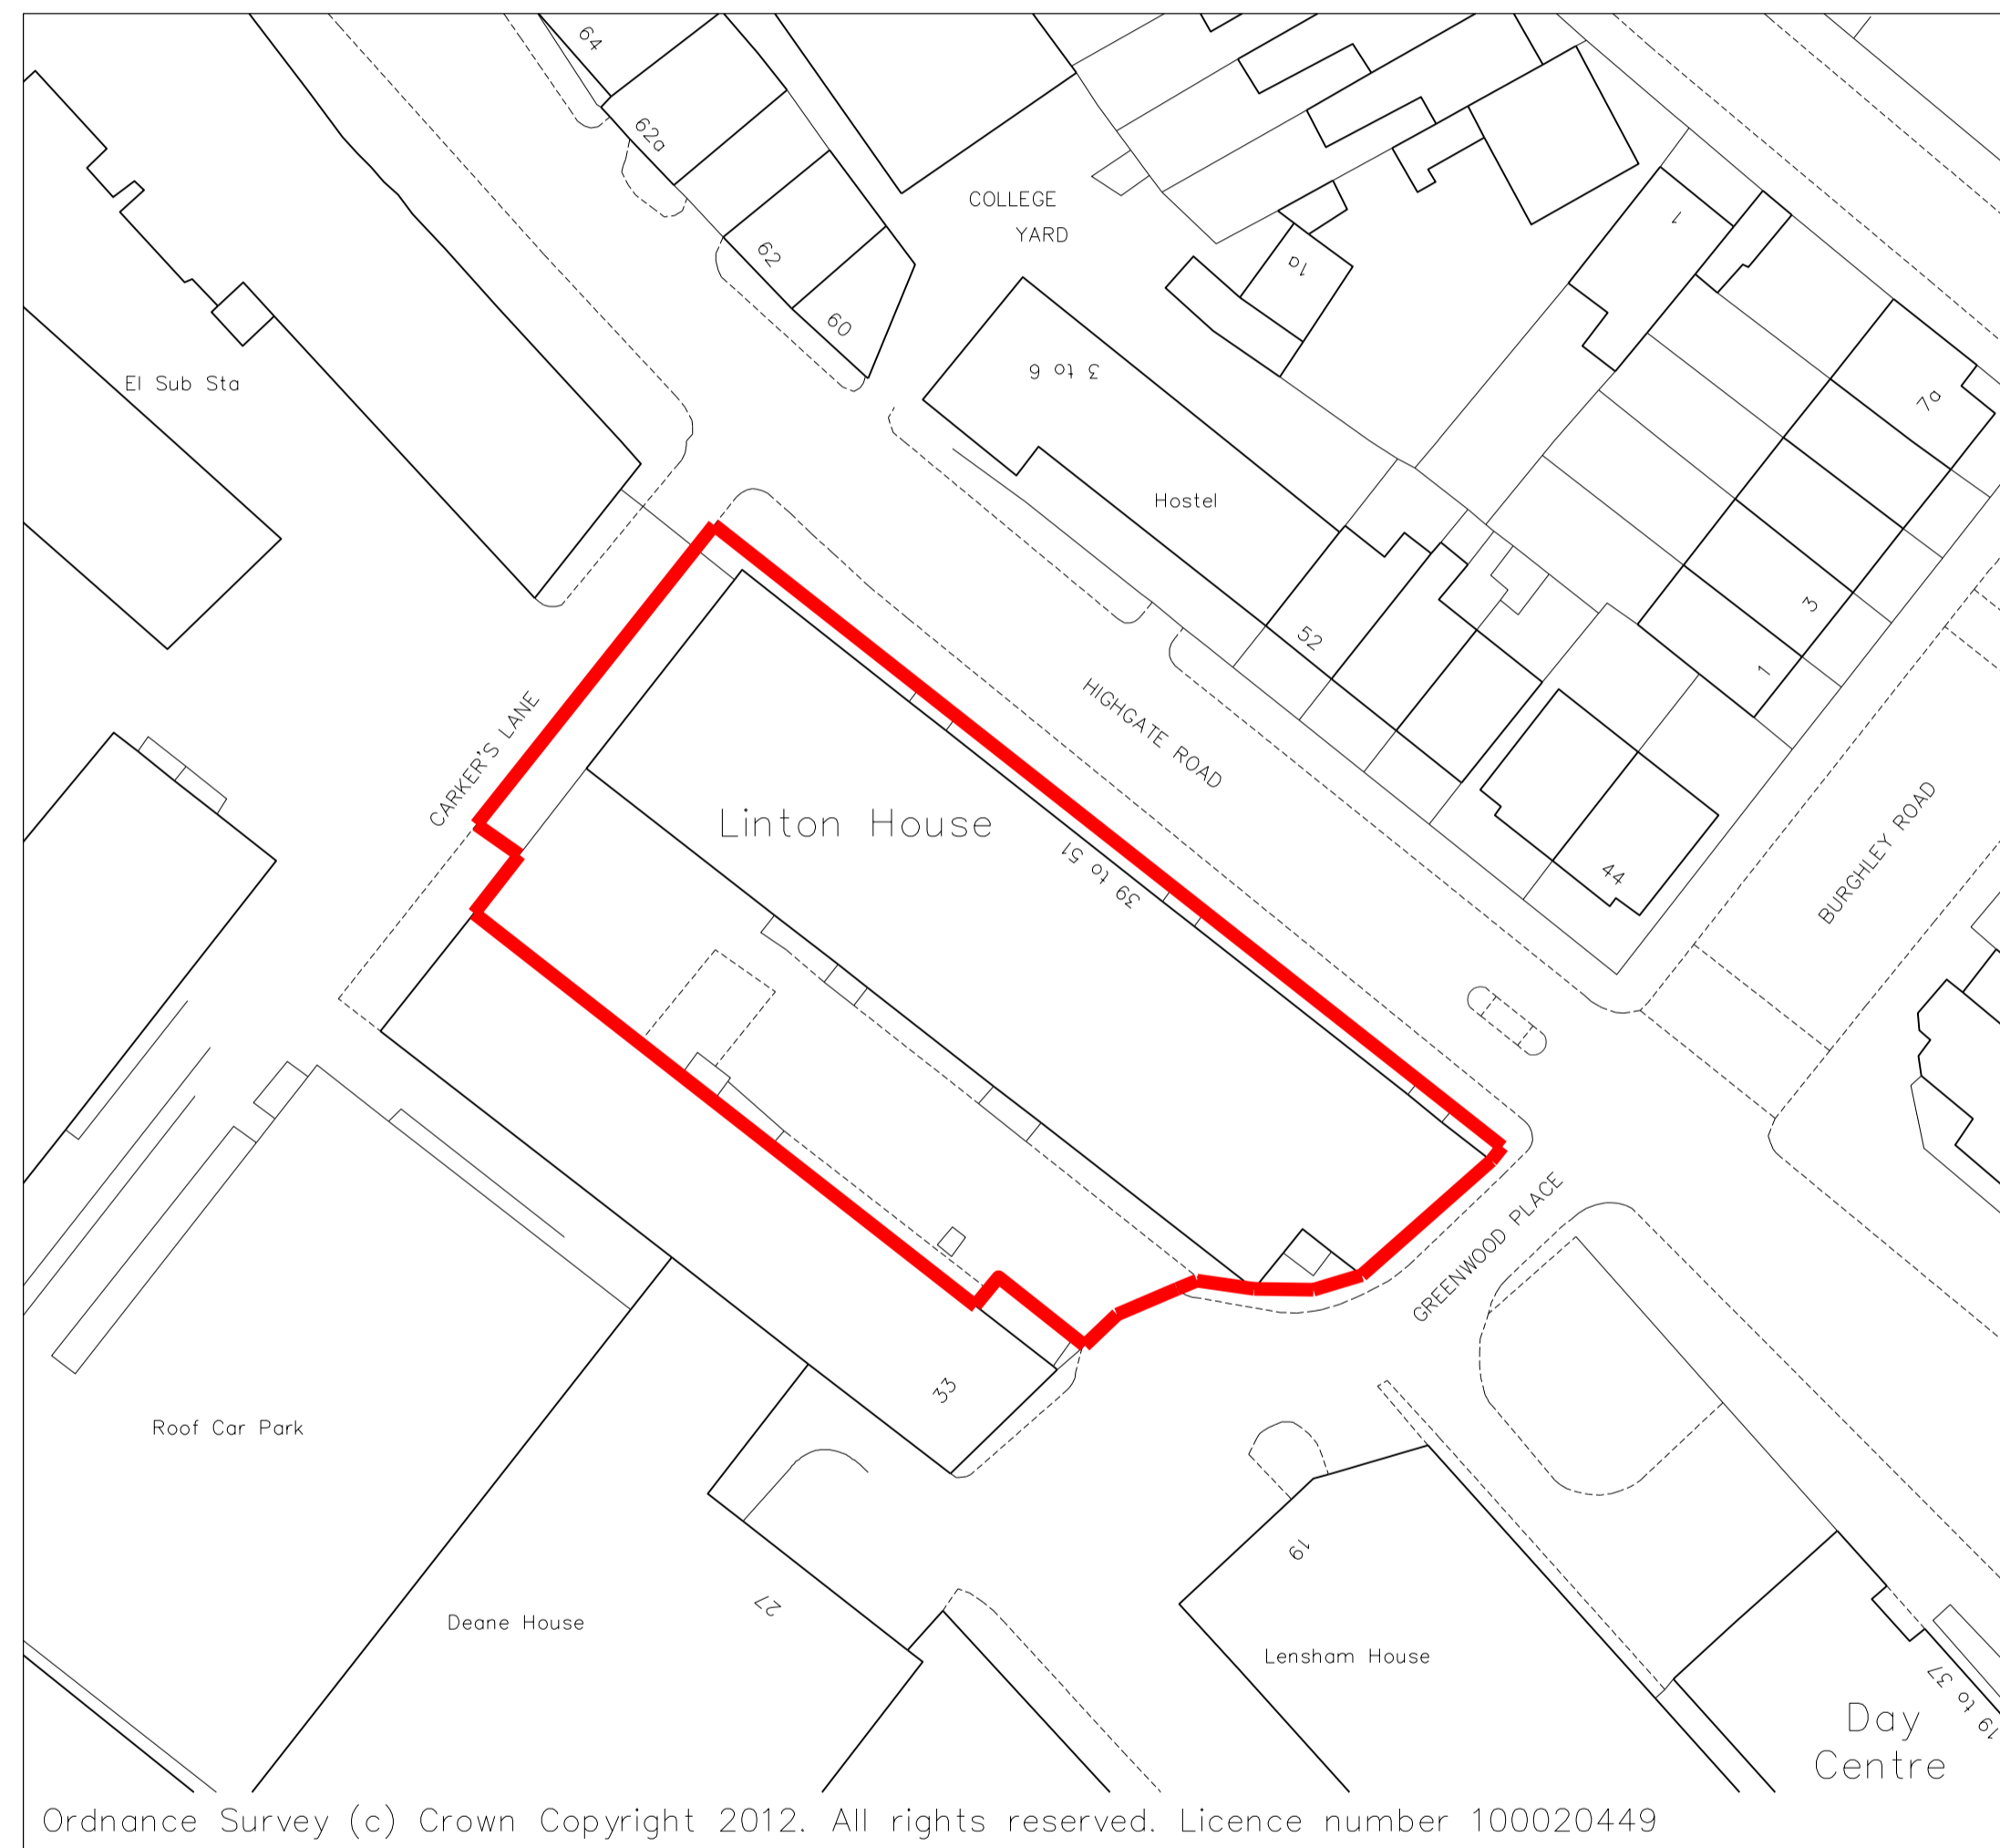 64
62a
62
60
COLLEGE
YARD
1a
1
7a
3 to 6
El Sub Sta
Hostel
52
3
1
HIGHGATE ROAD
CARKER'S LANE
Linton House
39 to 51
44
BURGHLEY ROAD
GREENWOOD PLACE
33
Roof Car Park
19
27
Deane House
Lensham House
19 to 37
Day
Centre
Ordnance Survey (c) Crown Copyright 2012. All rights reserved. Licence number 100020449